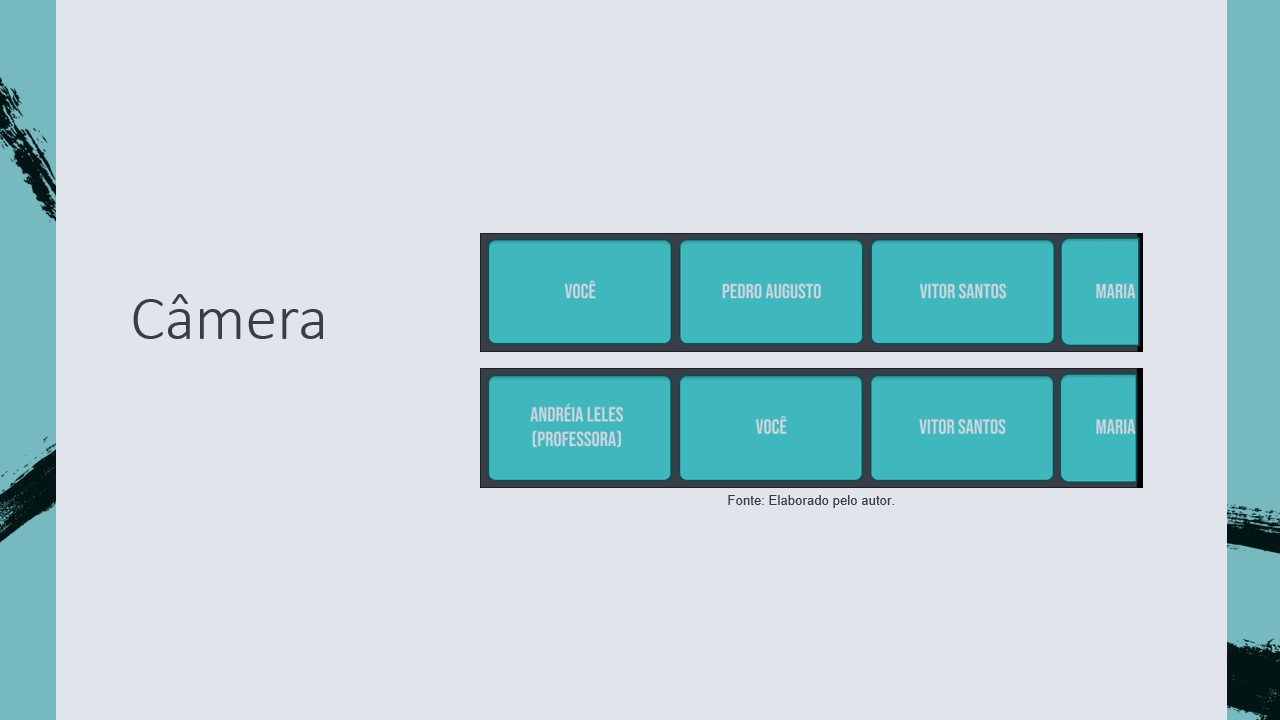 Câmera
VOCÊ
PEDRO AUGUSTO
VITOR SANTOS
MARIA
ANDRÉIA LELES
(PROFESSORA)
VOCÊ
VITOR SANTOS
MARIA
Fonte: Elaborado pelo autor.